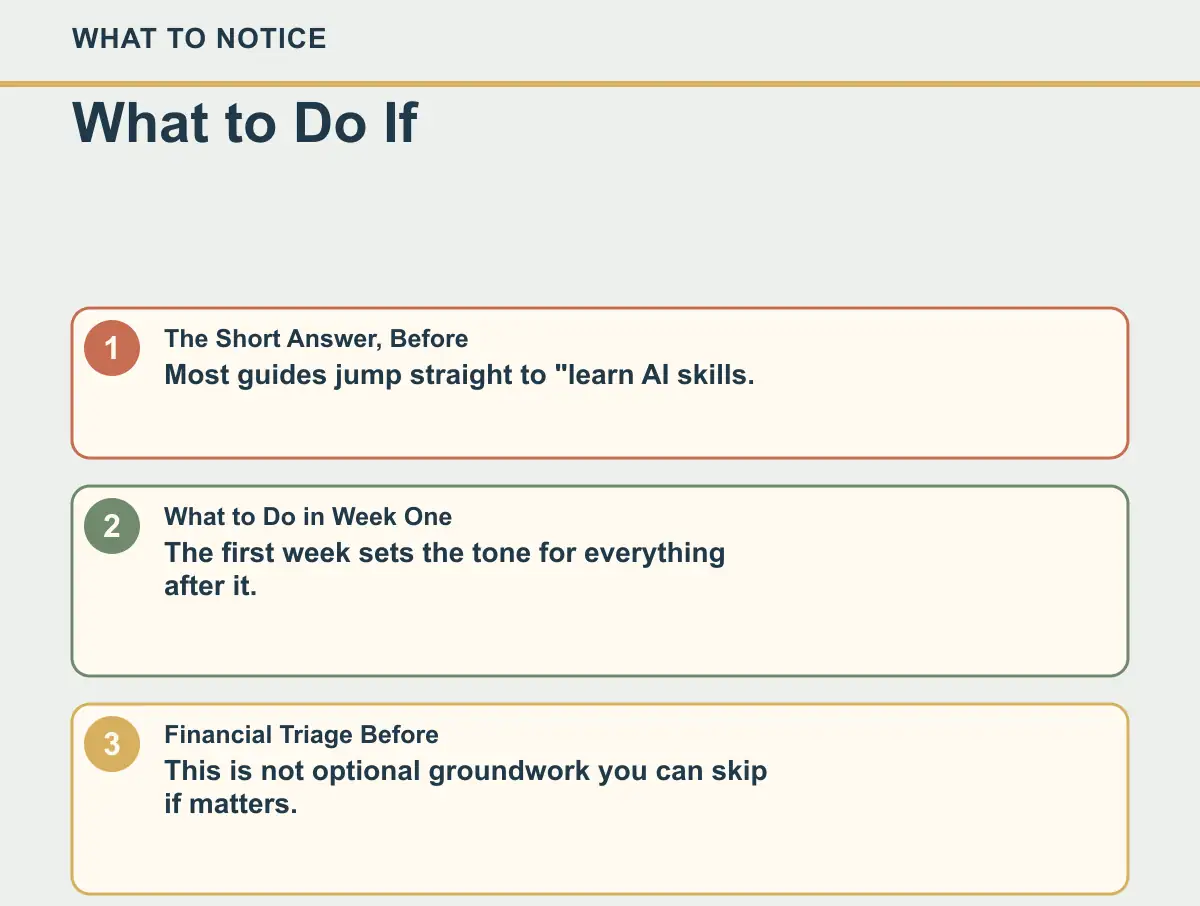 WHAT TO NOTICE
What to Do If
1
The Short Answer, Before
Most guides jump straight to "learn AI skills.
2
What to Do in Week One
The first week sets the tone for everything
after it.
3
Financial Triage Before
This is not optional groundwork you can skip
if matters.